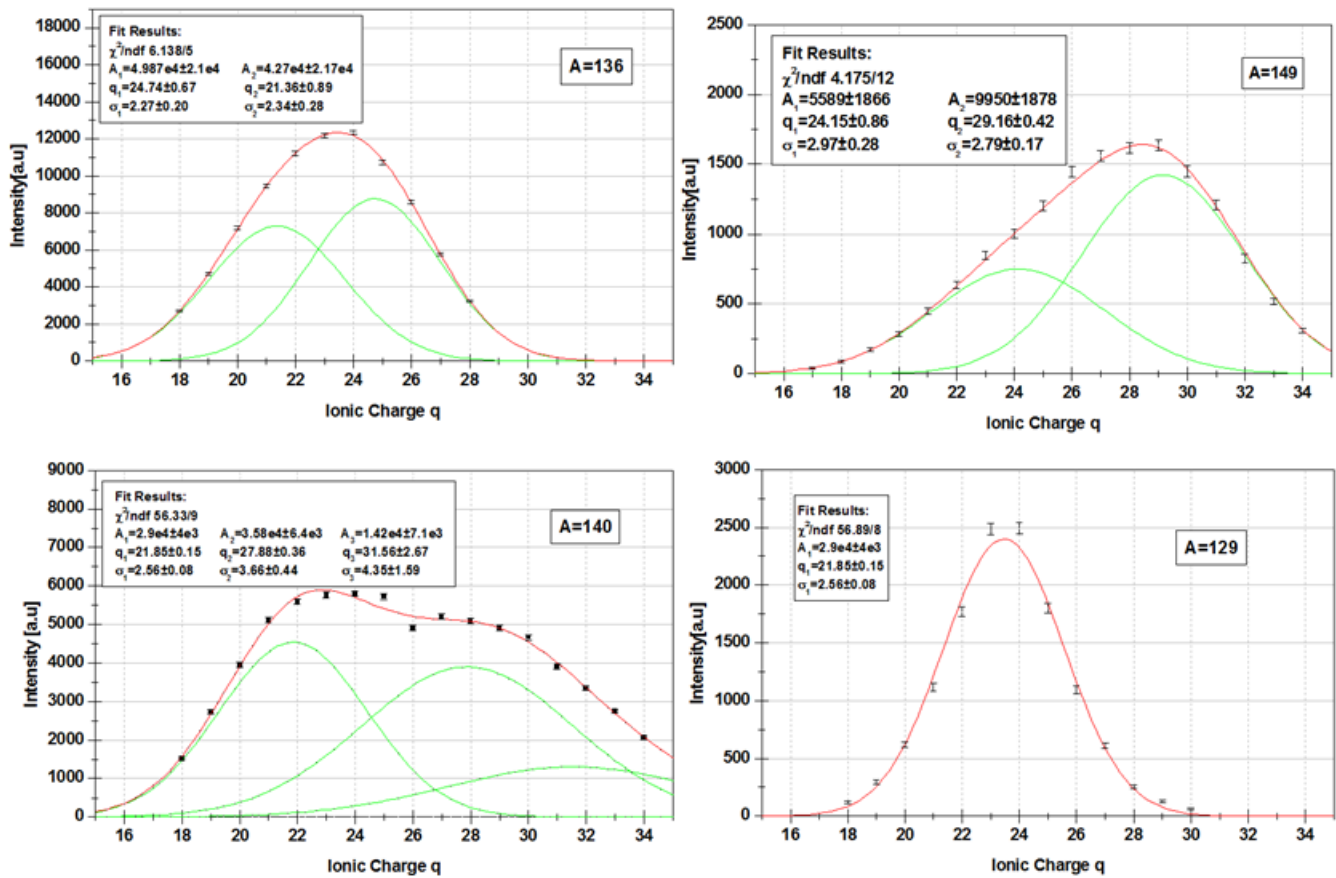 18000
16000
14000
12000
10000
8000
6000
4000
2000
0
Intensity[a.u]
Fit Results:
χ²/ndf 6.138/5
A₁=4.987e4±2.1e4 A₂=4.27e4±2.17e4
q₁=24.74±0.67 q₂=21.36±0.89
σ₁=2.27±0.20 σ₂=2.34±0.28
A=136
16 18 20 22 24 26 28 30 32 34
Ionic Charge q
2500
2000
1500
1000
500
0
Intensity[a.u]
Fit Results:
χ²/ndf 4.175/12
A₁=5589±1866 A₂=9950±1878
q₁=24.15±0.86 q₂=29.16±0.42
σ₁=2.97±0.28 σ₂=2.79±0.17
A=149
16 18 20 22 24 26 28 30 32 34
Ionic Charge q
9000
8000
7000
6000
5000
4000
3000
2000
1000
0
Intensity [a.u]
Fit Results:
χ²/ndf 56.33/9
A₁=2.9e4±4e3 A₂=3.58e4±6.4e3 A₃=1.42e4±7.1e3
q₁=21.85±0.15 q₂=27.88±0.36 q₃=31.56±2.67
σ₁=2.56±0.08 σ₂=3.66±0.44 σ₃=4.35±1.59
A=140
16 18 20 22 24 26 28 30 32 34
Ionic Charge q
3000
2500
2000
1500
1000
500
0
Intensity[a.u]
Fit Results:
χ²/ndf 56.89/8
A₁=2.9e4±4e3
q₁=21.85±0.15
σ₁=2.56±0.08
A=129
16 18 20 22 24 26 28 30 32 34
Ionic Charge q